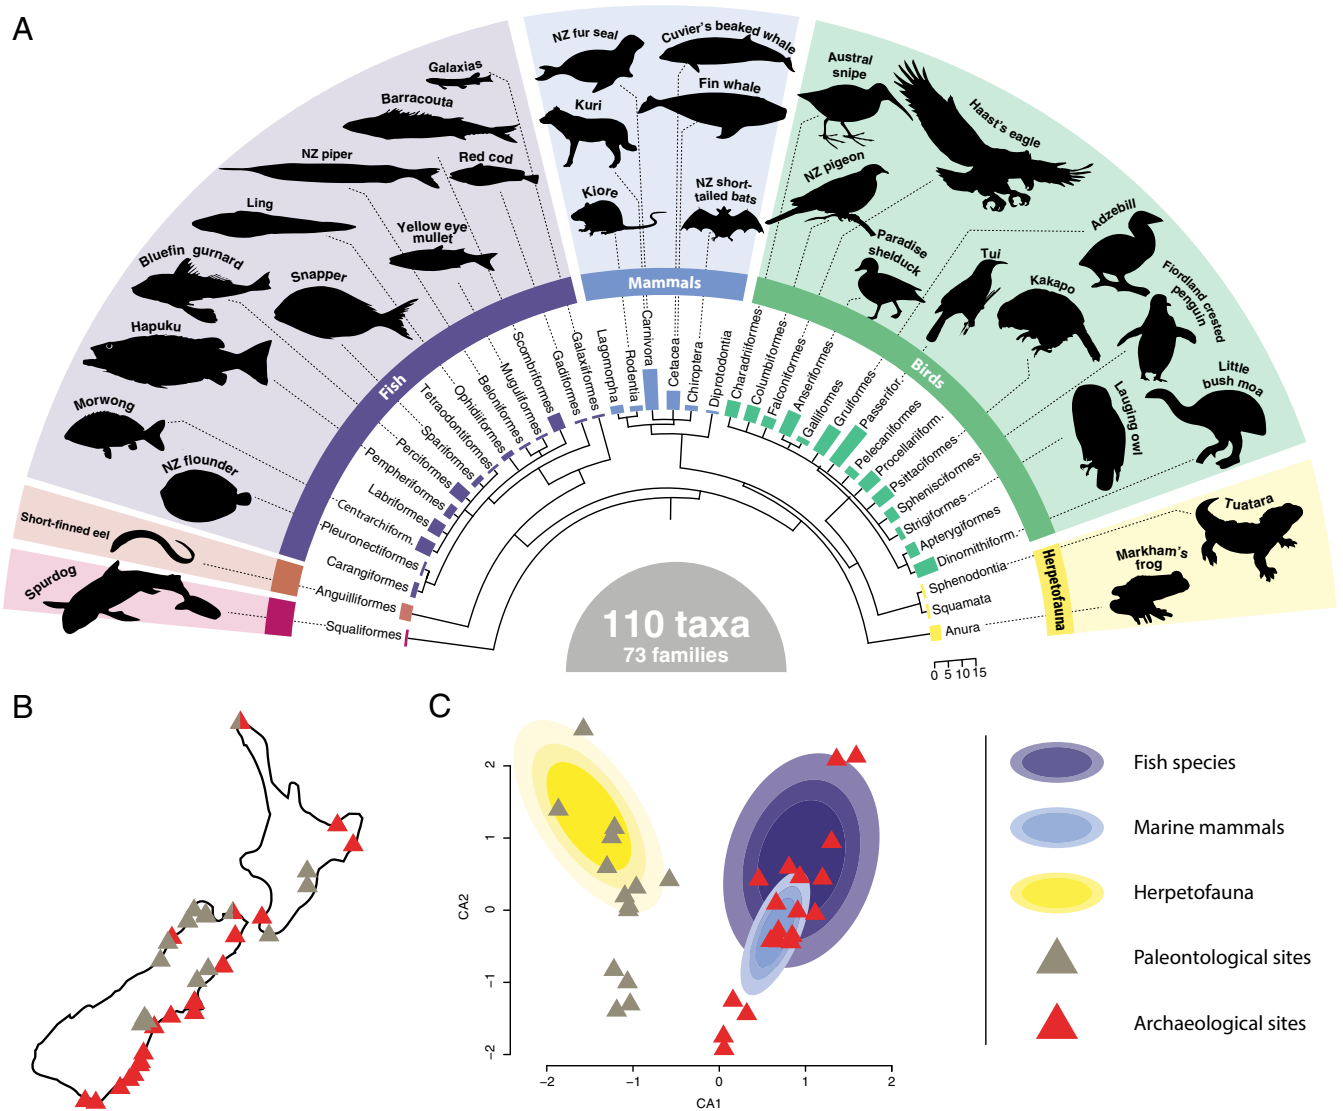 A
Galaxias
Barracouta
NZ piper
Red cod
Ling
Yellow eye
mullet
Bluefin gurnard
Snapper
Hapuku
Morwong
NZ flounder
Short-finned eel
Spurdog
NZ fur seal
Cuvier's beaked whale
Kuri
Fin whale
Kiore
NZ short-
tailed bats
Austral
snipe
Haast's eagle
NZ pigeon
Paradise
shelduck
Tui
Adzebill
Kakapo
Fiordland crested
penguin
Little
bush moa
Lauging owl
Tuatara
Markham's
frog
Fish
Mammals
Birds
Herpetofauna
Squaliformes
Anguilliformes
Carangiformes
Pleuronectiformes
Centrarchiform.
Labriformes
Pempheriformes
Perciformes
Spariformes
Tetraodontiformes
Ophidiiformes
Beloniformes
Muguliformes
Scombriformes
Gadiformes
Galaxiiformes
Lagomorpha
Rodentia
Carnivora
Cetacea
Chiroptera
Diprotodontia
Charadriiformes
Columbiformes
Falconiformes
Anseriformes
Galliformes
Gruiformes
Passerifor.
Pelecaniformes
Procellariiform.
Psittaciformes
Sphenisciformes
Strigiformes
Apterygiformes
Dinomithiform.
Sphenodontia
Squamata
Anura
110 taxa
73 families
0 5 10 15
B
C
2
1
0
−1
−2
CA2
−2 −1 0 1 2
CA1
Fish species
Marine mammals
Herpetofauna
Paleontological sites
Archaeological sites